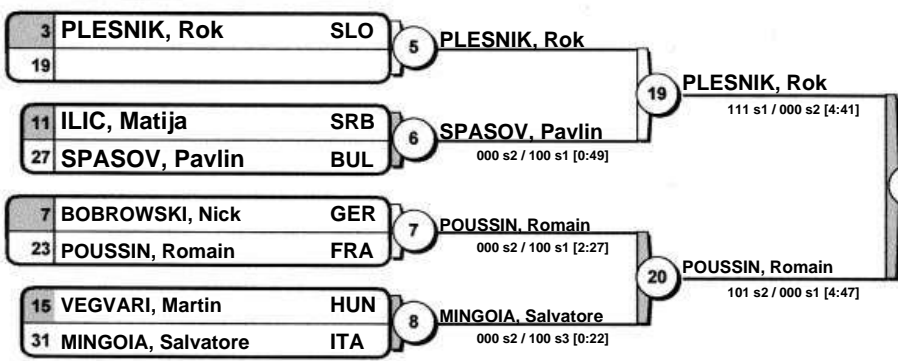 3 PLESNIK, Rok SLO
19
5
PLESNIK, Rok
11 ILIC, Matija SRB
27 SPASOV, Pavlin BUL
6
SPASOV, Pavlin
000 s2 / 100 s1 [0:49]
19
PLESNIK, Rok
111 s1 / 000 s2 [4:41]
7 BOBROWSKI, Nick GER
23 POUSSIN, Romain FRA
7
POUSSIN, Romain
000 s2 / 100 s1 [2:27]
15 VEGVARI, Martin HUN
31 MINGOIA, Salvatore ITA
8
MINGOIA, Salvatore
000 s2 / 100 s3 [0:22]
20
POUSSIN, Romain
101 s2 / 000 s1 [4:47]